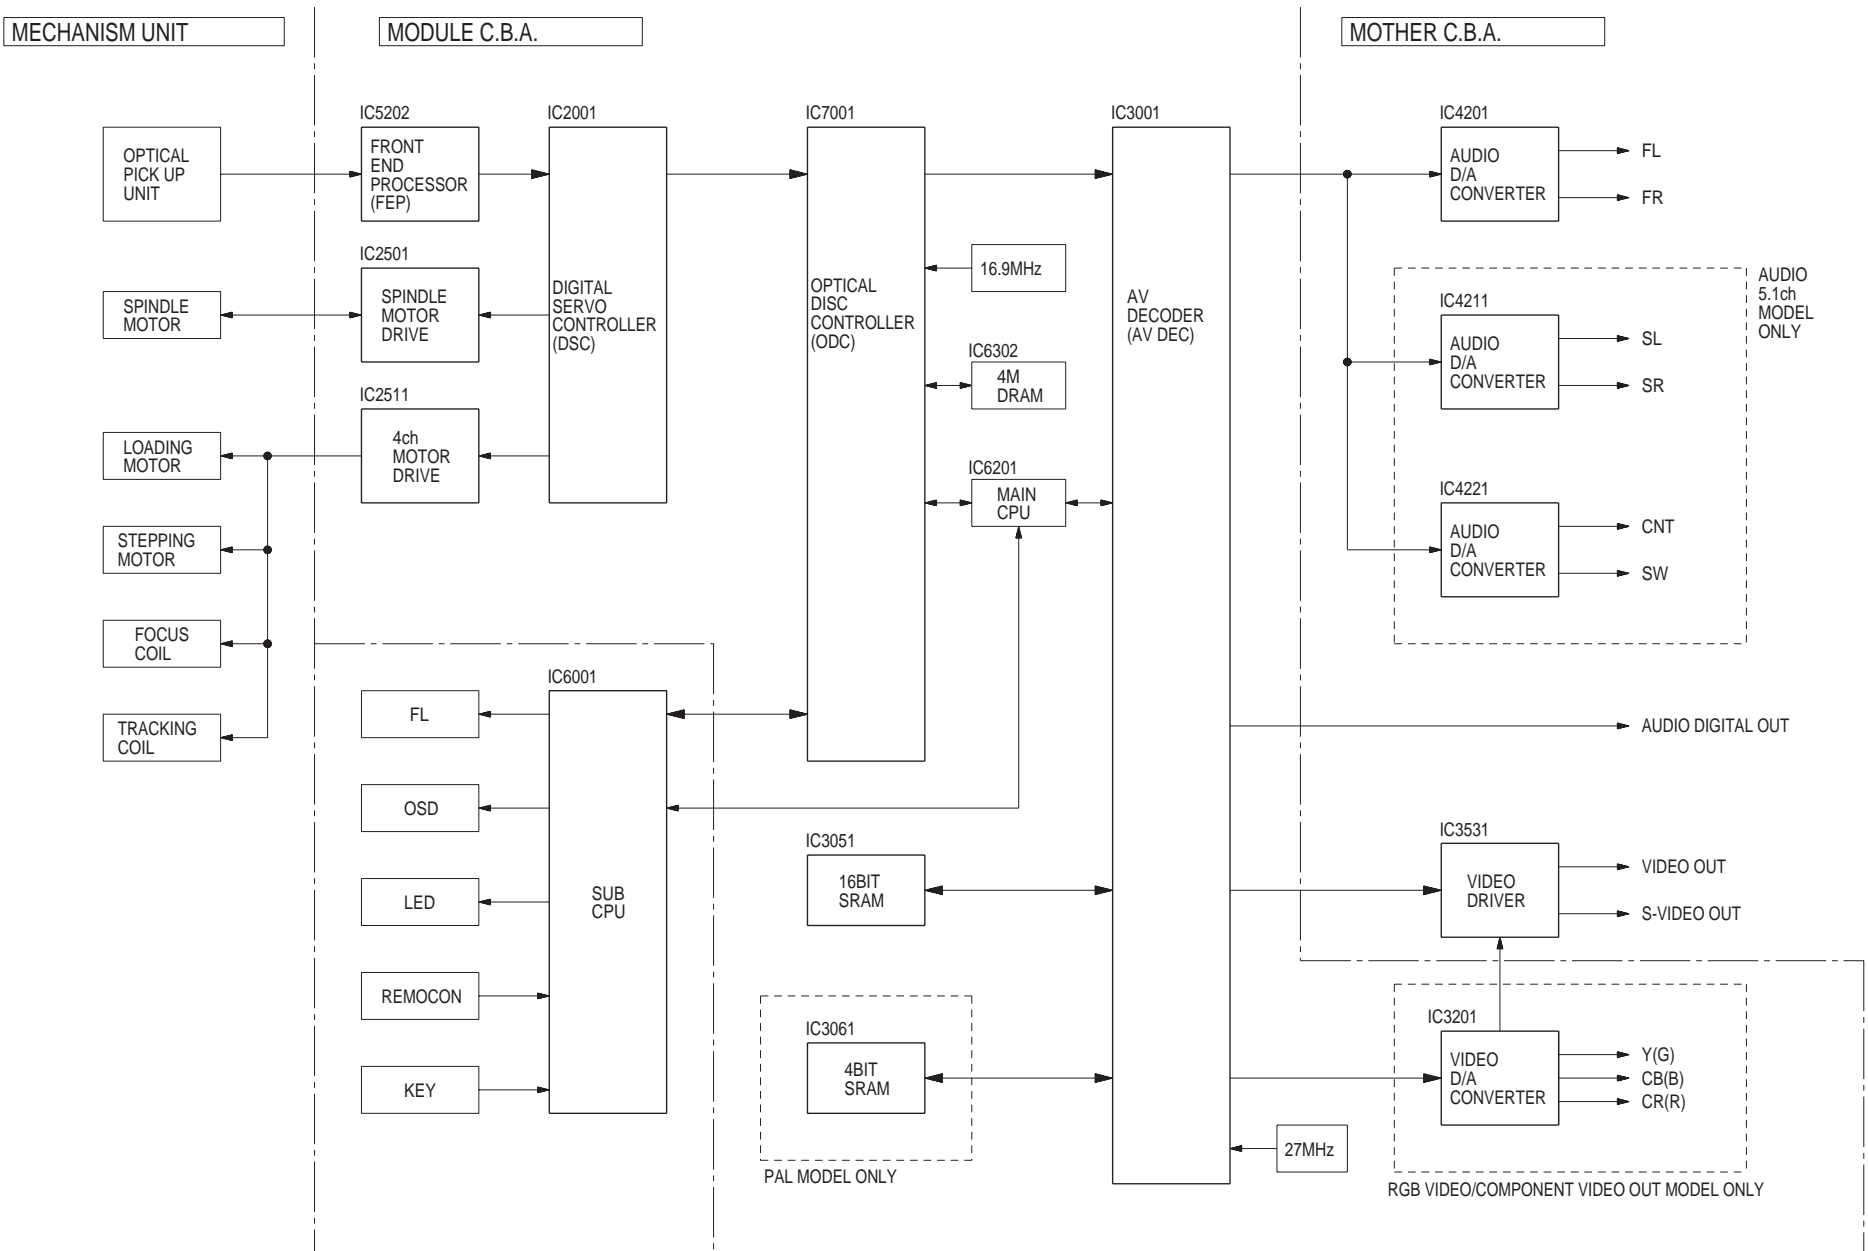 MECHANISM UNIT
MODULE C.B.A.
MOTHER C.B.A.
OPTICAL
PICK UP
UNIT
SPINDLE
MOTOR
LOADING
MOTOR
STEPPING
MOTOR
FOCUS
COIL
TRACKING
COIL
IC5202
FRONT
END
PROCESSOR
(FEP)
IC2501
SPINDLE
MOTOR
DRIVE
IC2511
4ch
MOTOR
DRIVE
IC2001
DIGITAL
SERVO
CONTROLLER
(DSC)
FL
OSD
LED
REMOCON
KEY
IC6001
SUB
CPU
IC7001
OPTICAL
DISC
CONTROLLER
(ODC)
16.9MHz
IC6302
4M
DRAM
IC6201
MAIN
CPU
IC3051
16BIT
SRAM
IC3061
4BIT
SRAM
PAL MODEL ONLY
IC3001
AV
DECODER
(AV DEC)
27MHz
IC4201
AUDIO
D/A
CONVERTER
FL
FR
AUDIO
5.1ch
MODEL
ONLY
IC4211
AUDIO
D/A
CONVERTER
SL
SR
IC4221
AUDIO
D/A
CONVERTER
CNT
SW
AUDIO DIGITAL OUT
IC3531
VIDEO
DRIVER
VIDEO OUT
S-VIDEO OUT
IC3201
VIDEO
D/A
CONVERTER
Y(G)
CB(B)
CR(R)
RGB VIDEO/COMPONENT VIDEO OUT MODEL ONLY